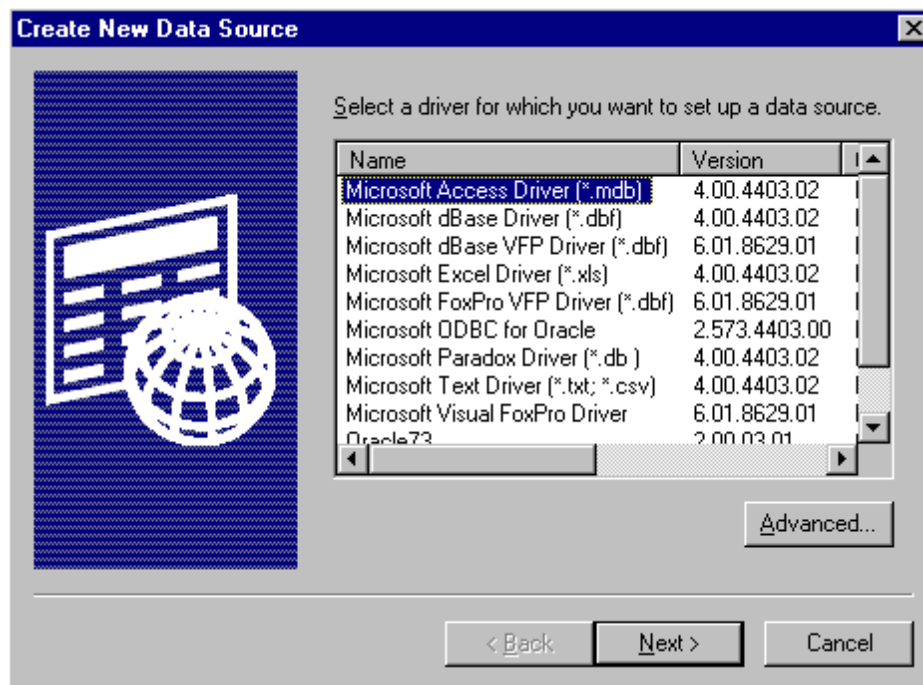 Create New Data Source
Select a driver for which you want to set up a data source.
Name Version
Microsoft Access Driver (*.mdb) 4.00.4403.02
Microsoft dBase Driver (*.dbf) 4.00.4403.02
Microsoft dBase VFP Driver (*.dbf) 6.01.8629.01
Microsoft Excel Driver (*.xls) 4.00.4403.02
Microsoft FoxPro VFP Driver (*.dbf) 6.01.8629.01
Microsoft ODBC for Oracle 2.573.4403.00
Microsoft Paradox Driver (*.db ) 4.00.4403.02
Microsoft Text Driver (*.txt; *.csv) 4.00.4403.02
Microsoft Visual FoxPro Driver 6.01.8629.01
Oracle73 2.00.03.01
Advanced...
< Back Next > Cancel